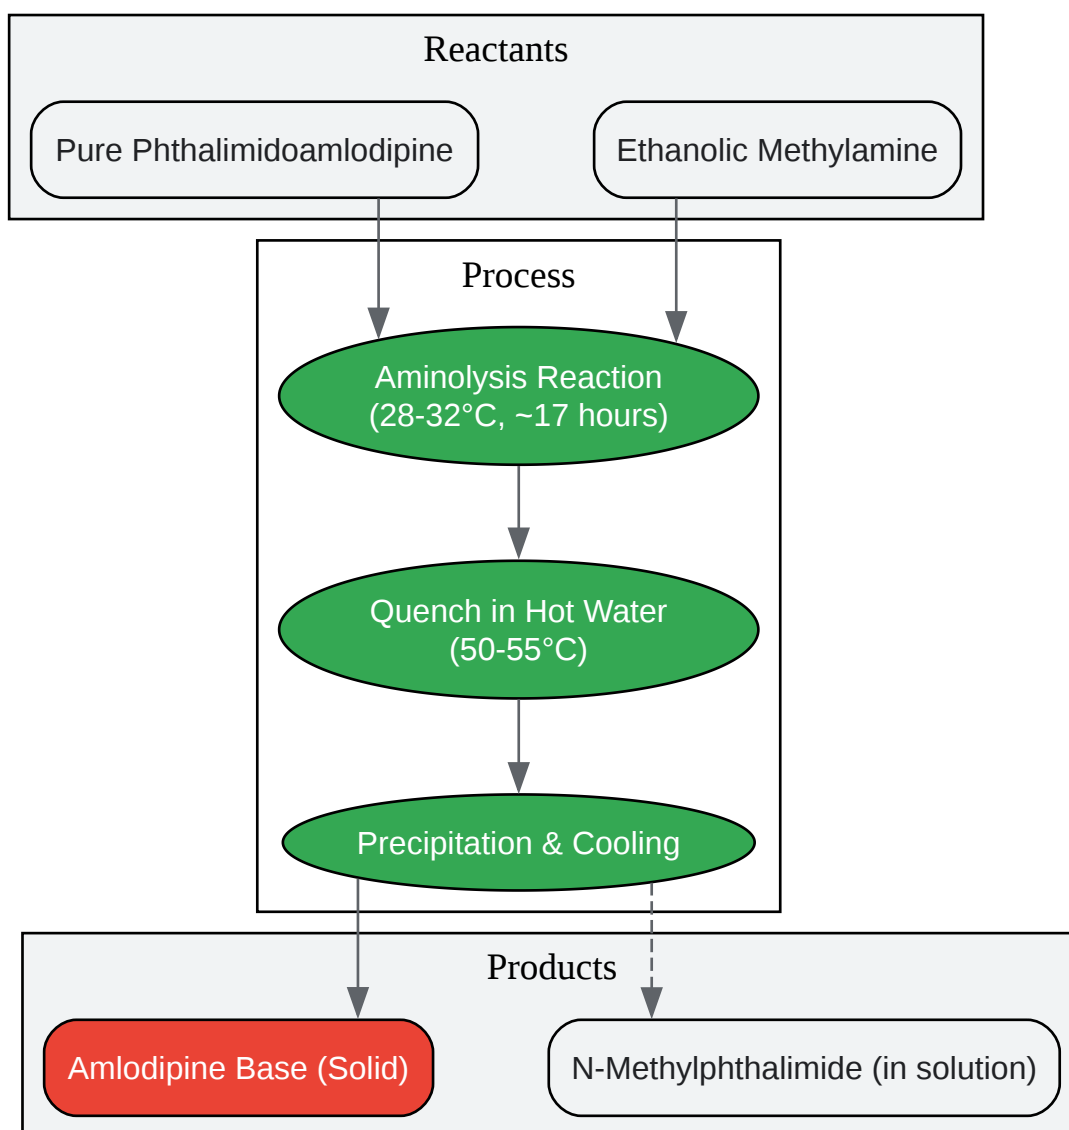 Reactants
Pure Phthalimidoamlodipine
Ethanolic Methylamine
Process
Aminolysis Reaction
(28-32°C, ~17 hours)
Quench in Hot Water
(50-55°C)
Precipitation & Cooling
Products
Amlodipine Base (Solid)
N-Methylphthalimide (in solution)